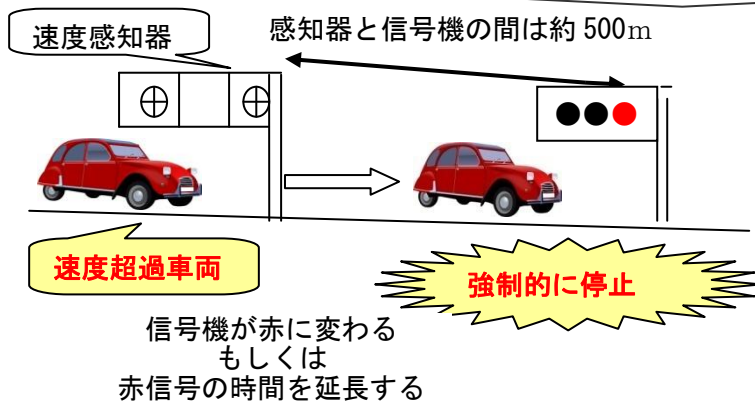 速度感知器
感知器と信号機の間は約 500m
速度超過車両
強制的に停止
信号機が赤に変わる
もしくは
赤信号の時間を延長する